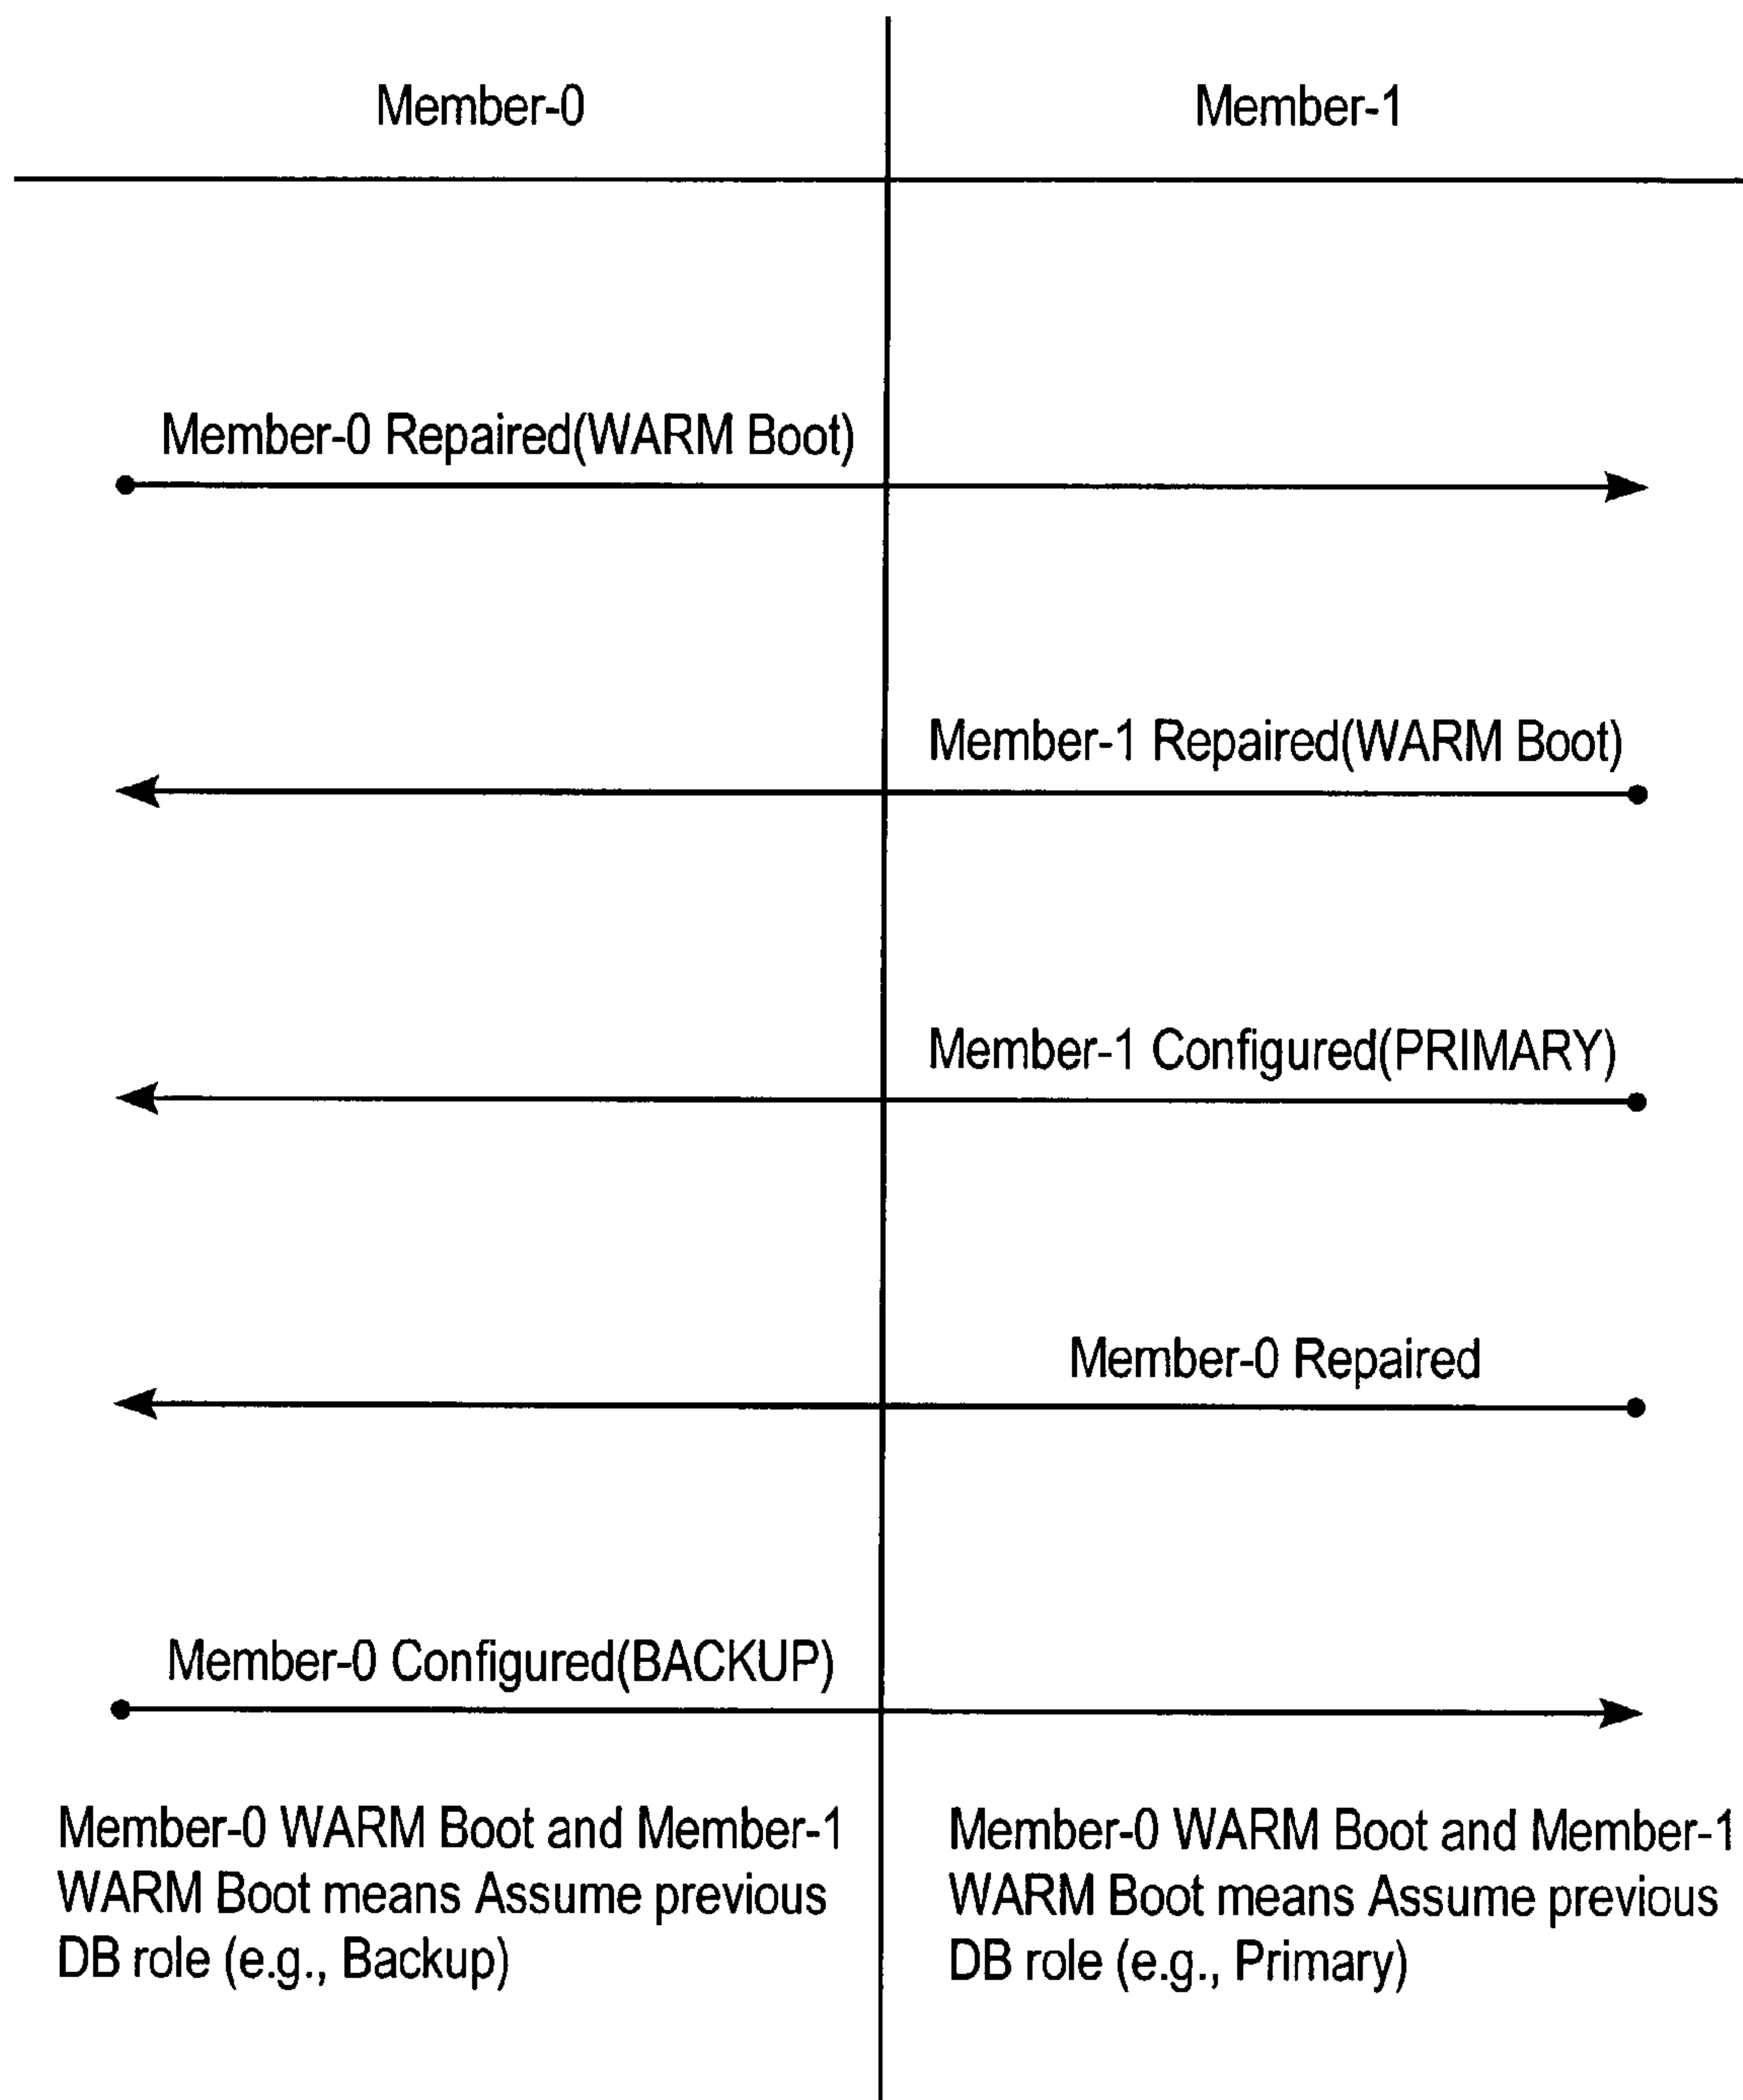 Member-0
Member-1
Member-0 Repaired(WARM Boot)
Member-1 Repaired(WARM Boot)
Member-1 Configured(PRIMARY)
Member-0 Repaired
Member-0 Configured(BACKUP)
Member-0 WARM Boot and Member-1
WARM Boot means Assume previous
DB role (e.g., Backup)
Member-0 WARM Boot and Member-1
WARM Boot means Assume previous
DB role (e.g., Primary)